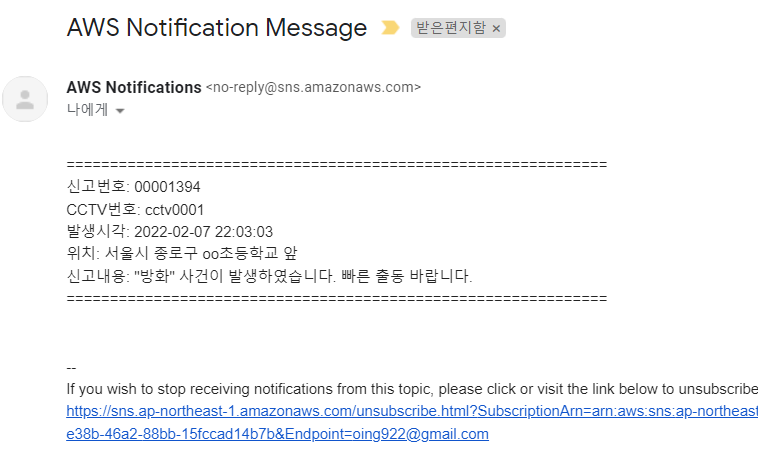 AWS Notification Message 받은편지함 ×
AWS Notifications <no-reply@sns.amazonaws.com>
나에게
==============================================================
신고번호: 00001394
CCTV번호: cctv0001
발생시각: 2022-02-07 22:03:03
위치: 서울시 종로구 oo초등학교 앞
신고내용: "방화" 사건이 발생하였습니다. 빠른 출동 바랍니다.
==============================================================
--
If you wish to stop receiving notifications from this topic, please click or visit the link below to unsubscribe
https://sns.ap-northeast-1.amazonaws.com/unsubscribe.html?SubscriptionArn=arn:aws:sns:ap-northeast
e38b-46a2-88bb-15fccad14b7b&Endpoint=oing922@gmail.com